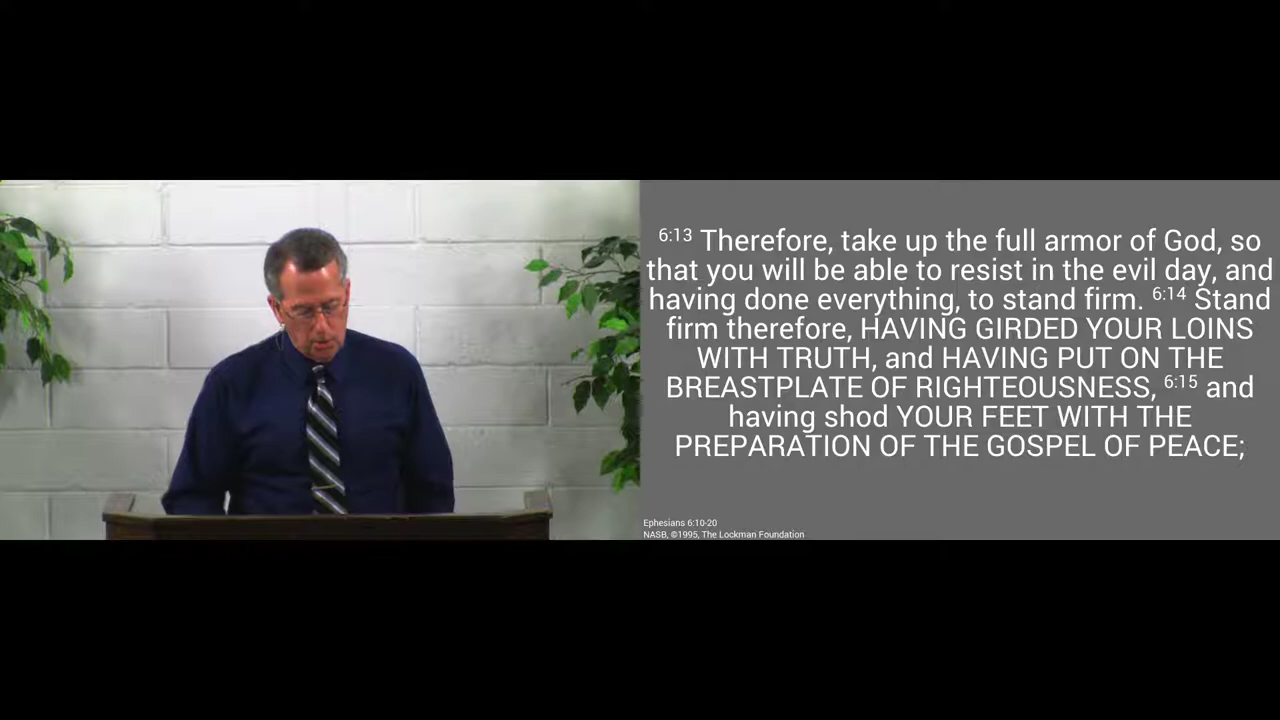 6:13 Therefore, take up the full armor of God, so
that you will be able to resist in the evil day, and
having done everything, to stand firm. 6:14 Stand
firm therefore, HAVING GIRDED YOUR LOINS
WITH TRUTH, and HAVING PUT ON THE
BREASTPLATE OF RIGHTEOUSNESS, 6:15 and
having shod YOUR FEET WITH THE
PREPARATION OF THE GOSPEL OF PEACE;
Ephesians 6:10-20
NASB, ©1995, The Lockman Foundation